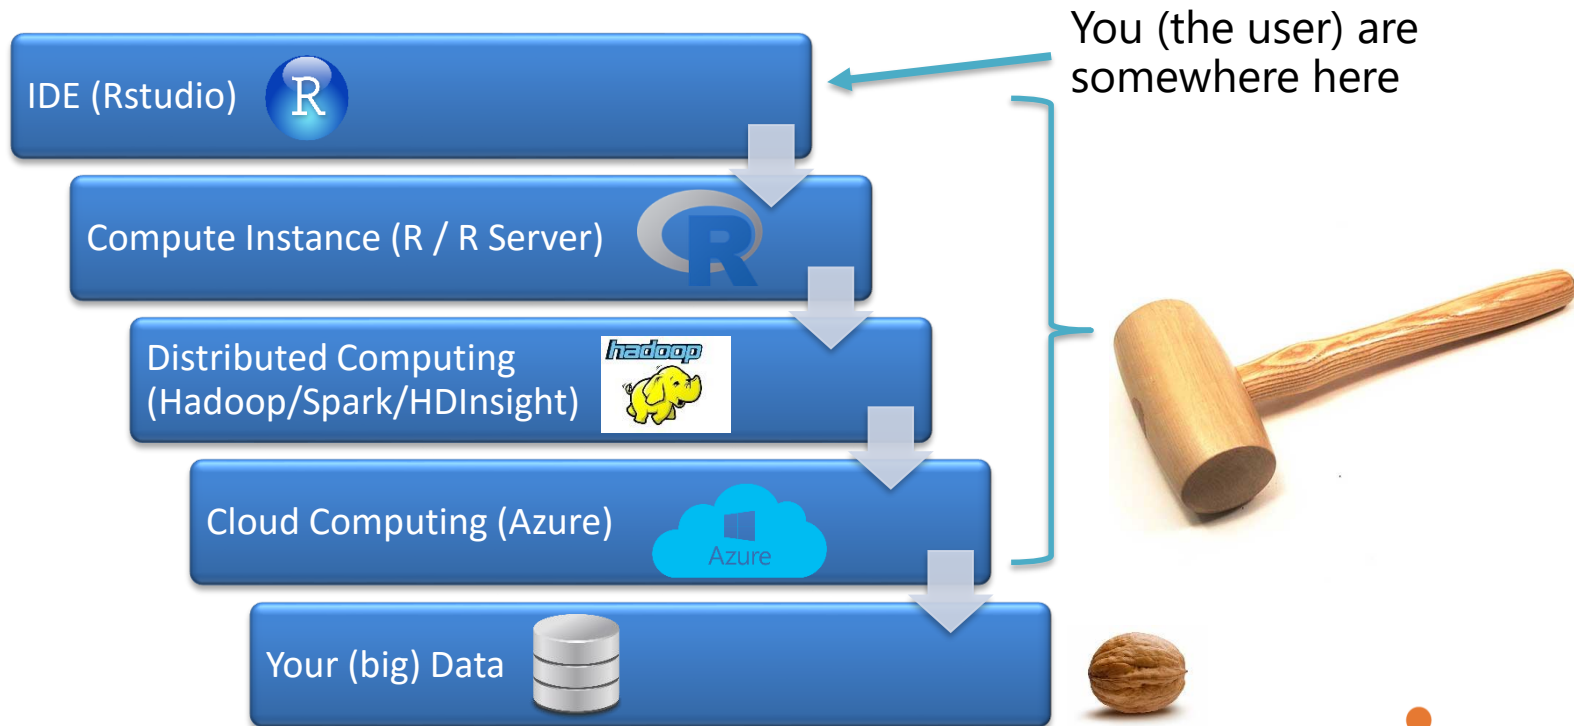 You (the user) are
somewhere here
IDE (Rstudio)
R
Compute Instance (R / R Server)
R
Distributed Computing
(Hadoop/Spark/HDInsight)
hadoop
Cloud Computing (Azure)
Azure
Your (big) Data